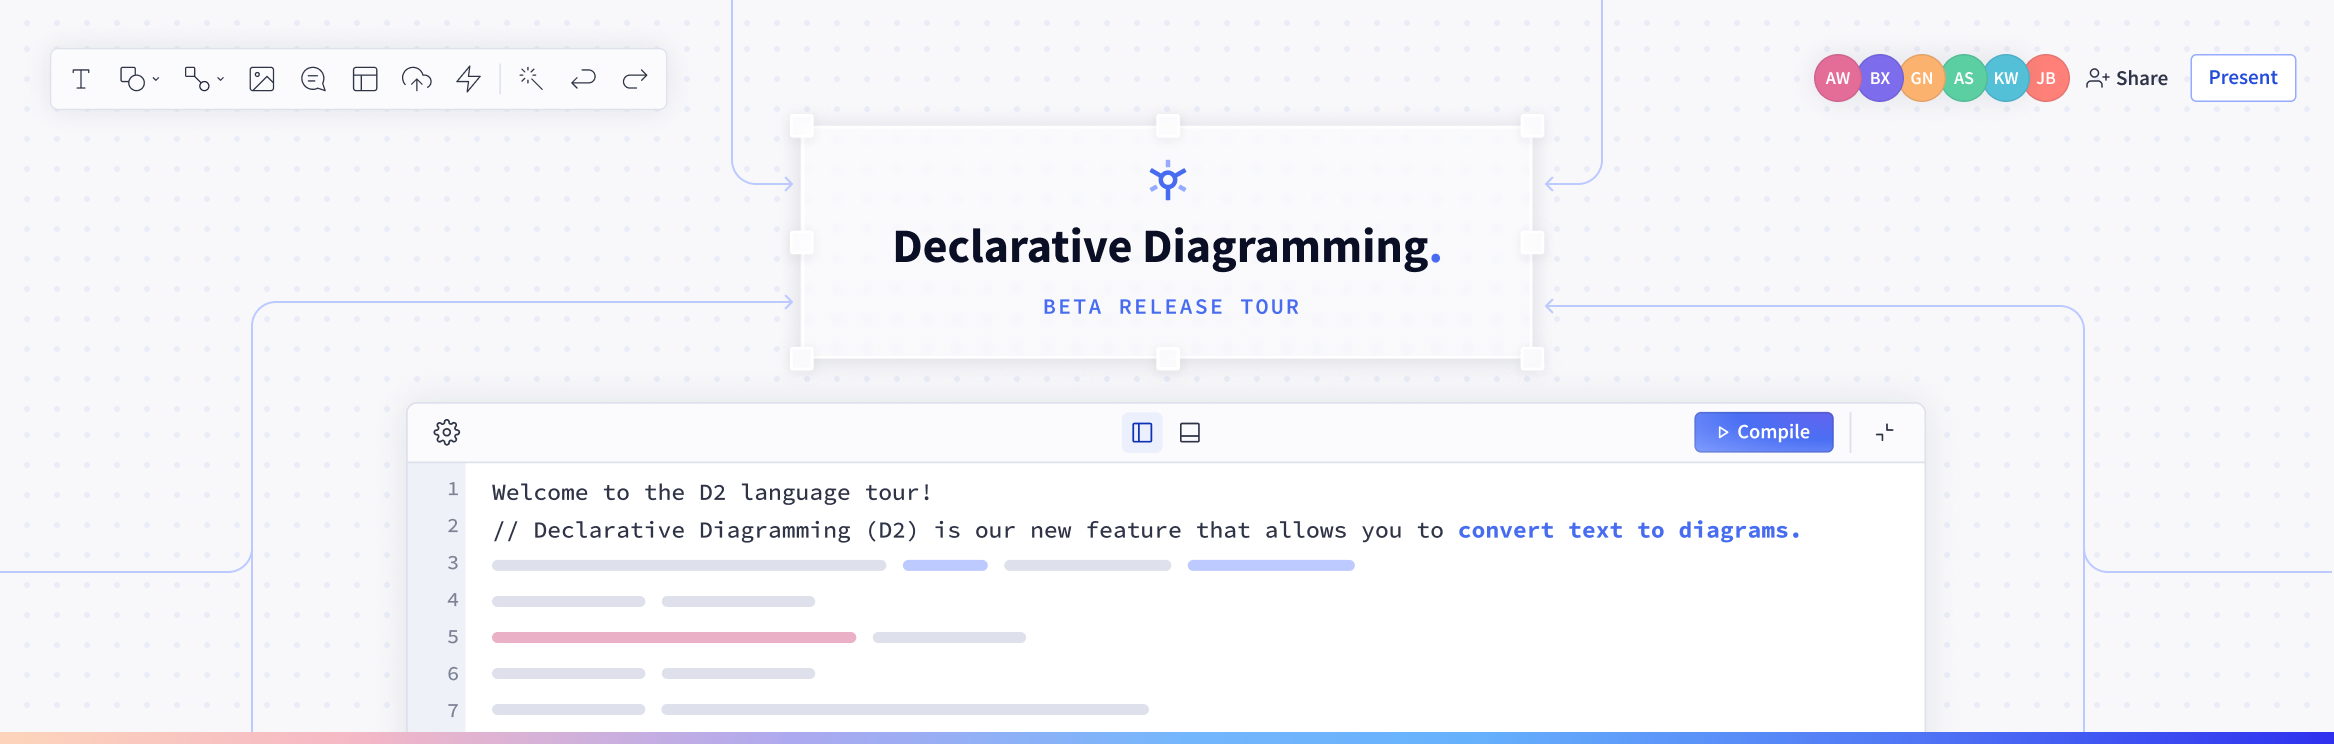 AW BX GN AS KW JB Share Present
Declarative Diagramming.
BETA RELEASE TOUR
Compile
1 Welcome to the D2 language tour!
2 // Declarative Diagramming (D2) is our new feature that allows you to convert text to diagrams.
3
4
5
6
7